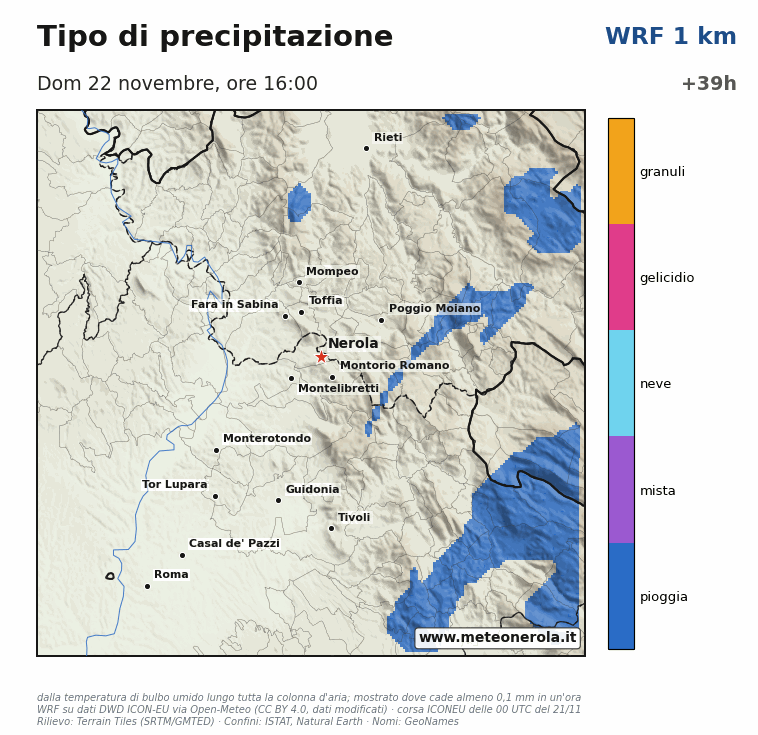 Tipo di precipitazione
WRF 1 km
Dom 22 novembre, ore 16:00
+39h
Rieti
Mompeo
Toffia
Fara in Sabina
Poggio Moiano
Nerola
Montorio Romano
Montelibretti
Monterotondo
Tor Lupara
Guidonia
Tivoli
Casal de' Pazzi
Roma
www.meteonerola.it
granuli
gelicidio
neve
mista
pioggia
dalla temperatura di bulbo umido lungo tutta la colonna d'aria; mostrato dove cade almeno 0,1 mm in un'ora
WRF su dati DWD ICON-EU via Open-Meteo (CC BY 4.0, dati modificati) · corsa ICONEU delle 00 UTC del 21/11
Rilievo: Terrain Tiles (SRTM/GMTED) · Confini: ISTAT, Natural Earth · Nomi: GeoNames